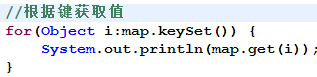 //根据键获取值
for(Object i:map.keySet()) {
    System.out.println(map.get(i));
}